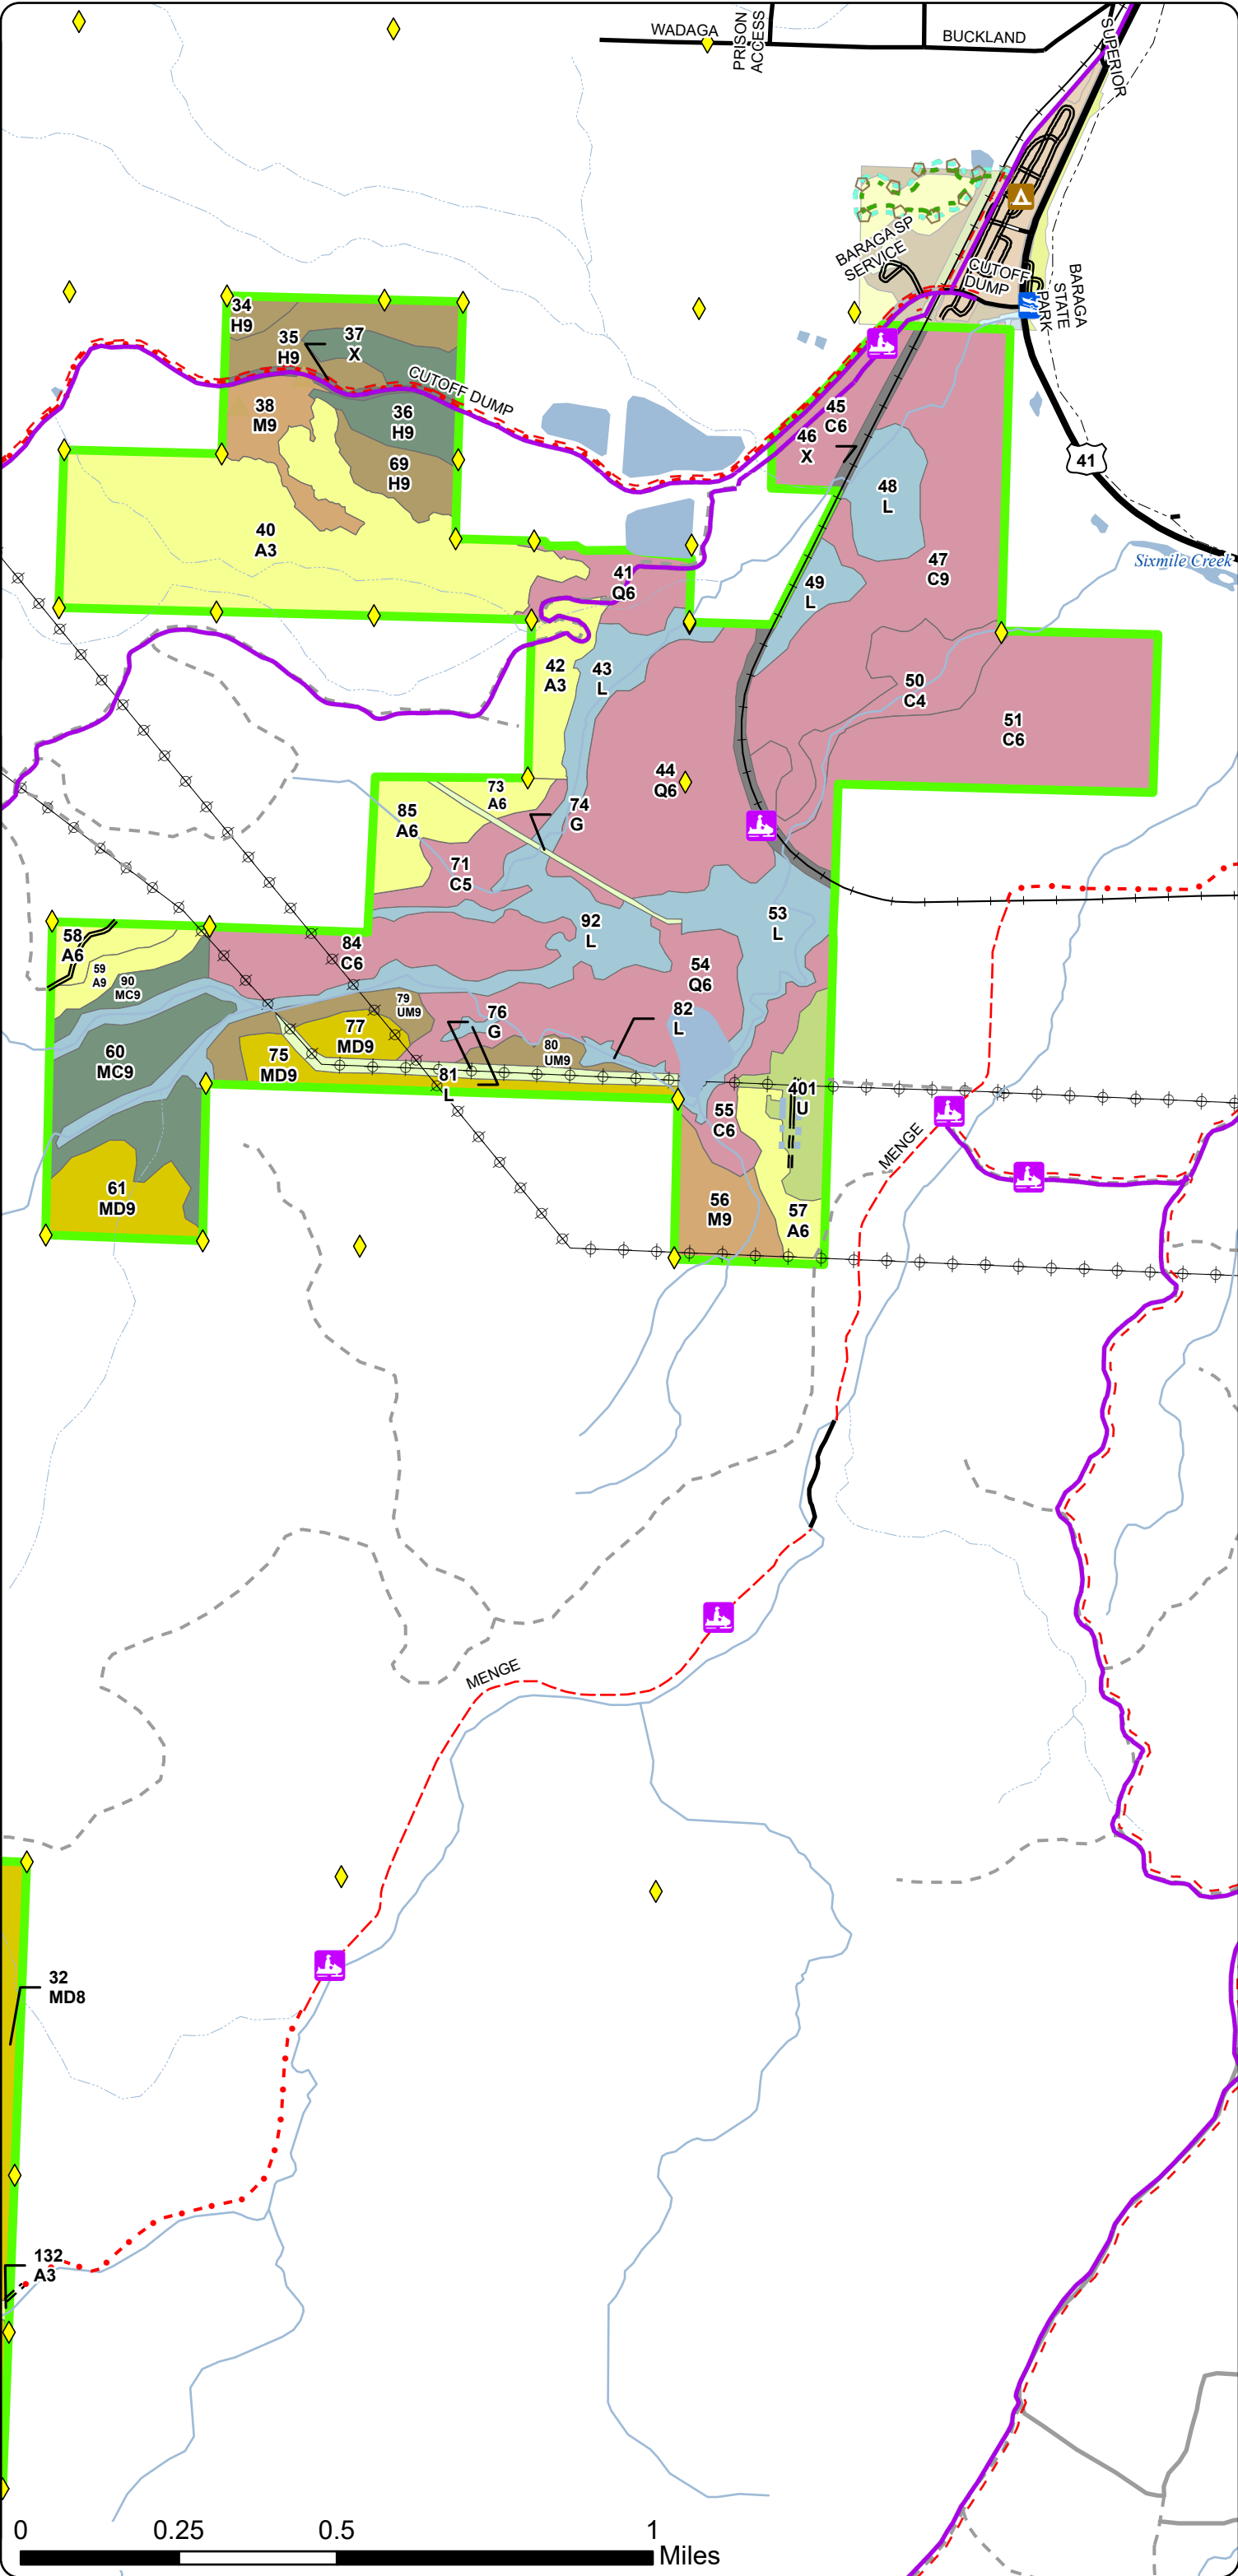 WADAGA
PRISON
ACCESS
BUCKLAND
SUPERIOR
BARAGA SP
SERVICE
CUTOFF
DUMP
BARAGA
STATE
PARK
34
H9
35
H9
37
X
CUTOFF DUMP
38
M9
36
H9
45
C6
46
X
41
69
H9
48
L
40
A3
47
C9
Sixmile Creek
41
Q6
49
L
42
A3
43
L
50
C4
51
C6
44
Q6
73
A6
74
G
85
A6
71
C5
92
L
53
L
58
A6
84
C6
59
A9
90
MC9
54
Q6
79
UM9
76
G
82
L
77
MD9
60
MC9
75
MD9
80
UM9
81
L
401
U
55
C6
MENGE
61
MD9
56
M9
57
A6
MENGE
32
MD8
132
A3
0
0.25
0.5
1
Miles